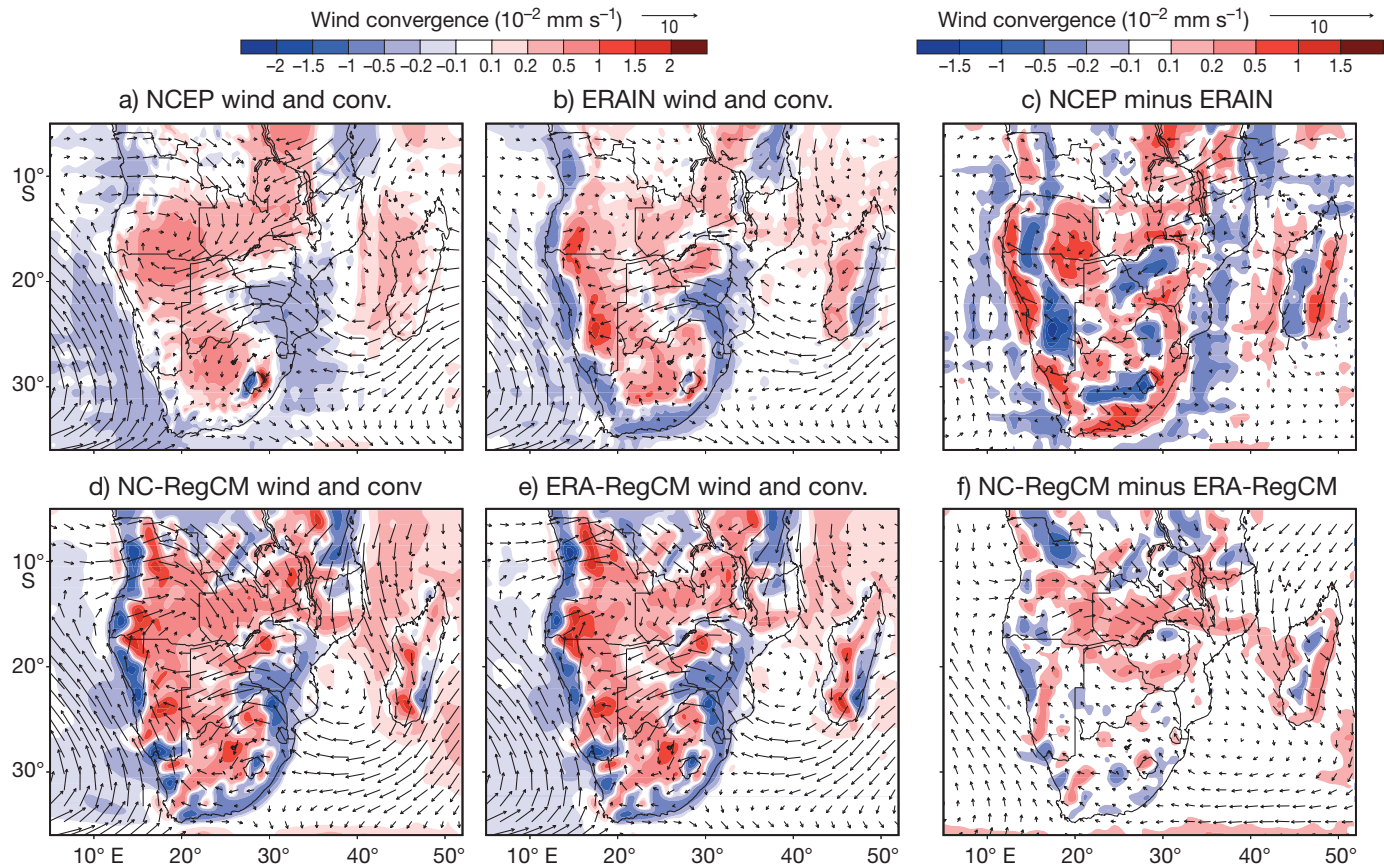 Wind convergence (10⁻² mm s⁻¹) 10
−2 −1.5 −1 −0.5 −0.2 −0.1 0.1 0.2 0.5 1 1.5 2
Wind convergence (10⁻² mm s⁻¹) 10
−1.5 −1 −0.5 −0.2 −0.1 0.1 0.2 0.5 1 1.5
a) NCEP wind and conv.
b) ERAIN wind and conv.
c) NCEP minus ERAIN
10°
S
20°
30°
d) NC-RegCM wind and conv
e) ERA-RegCM wind and conv.
f) NC-RegCM minus ERA-RegCM
10°
S
20°
30°
10° E 20° 30° 40° 50°
10° E 20° 30° 40° 50°
10° E 20° 30° 40° 50°